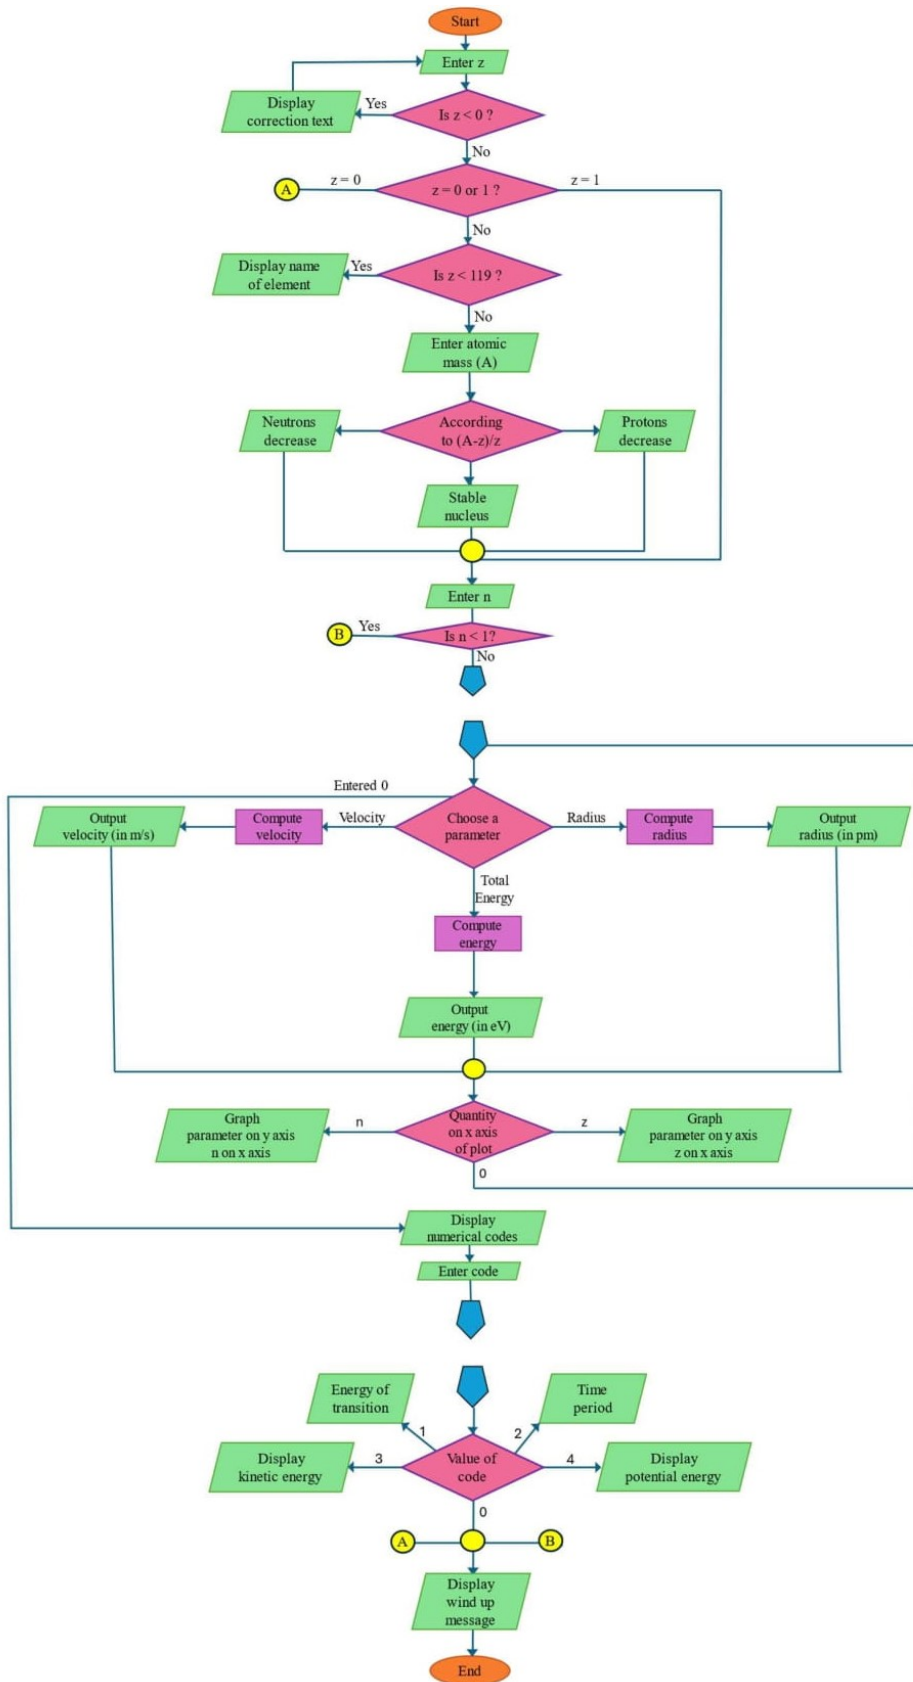 Start
Enter z
Display
correction text
Yes
Is z < 0 ?
No
A
z = 0
z = 0 or 1 ?
z = 1
No
Display name
of element
Yes
Is z < 119 ?
No
Enter atomic
mass (A)
Neutrons
decrease
According
to (A-z)/z
Protons
decrease
Stable
nucleus
Enter n
B
Yes
Is n < 1?
No
Entered 0
Output
velocity (in m/s)
Compute
velocity
Velocity
Choose a
parameter
Radius
Compute
radius
Output
radius (in pm)
Total
Energy
Compute
energy
Output
energy (in eV)
Graph
parameter on y axis
n on x axis
n
Quantity
on x axis
of plot
z
Graph
parameter on y axis
z on x axis
0
Display
numerical codes
Enter code
Energy of
transition
Time
period
1
2
Display
kinetic energy
3
Value of
code
4
Display
potential energy
0
A
B
Display
wind up
message
End